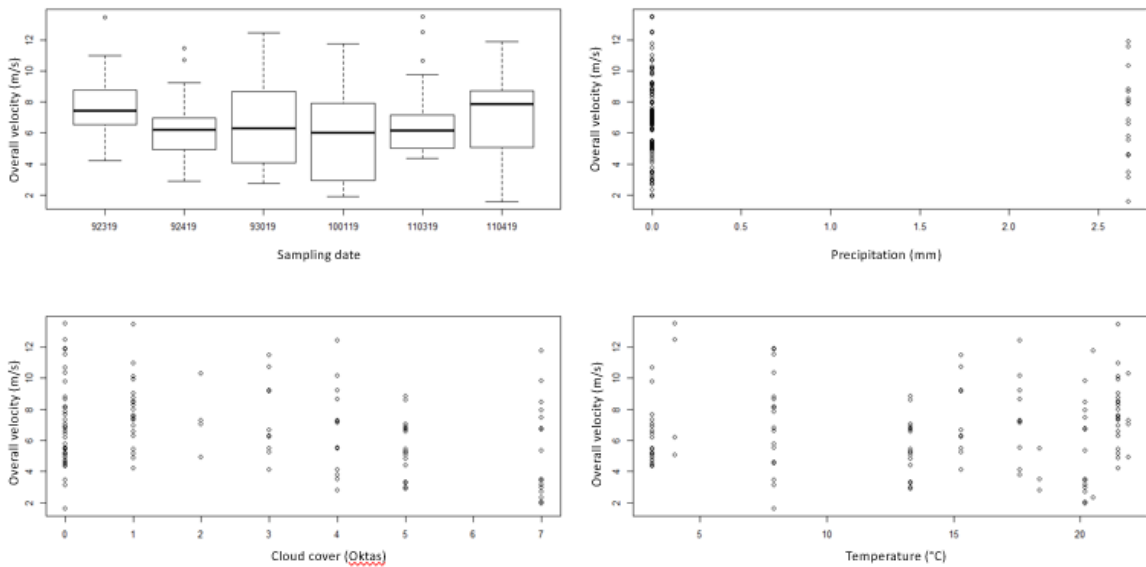 Overall velocity (m/s)
2 4 6 8 10 12
92319 92419 93019 100119 110319 110419
Sampling date
Overall velocity (m/s)
2 4 6 8 10 12
0.0 0.5 1.0 1.5 2.0 2.5
Precipitation (mm)
Overall velocity (m/s)
2 4 6 8 10 12
0 1 2 3 4 5 6 7
Cloud cover (Oktas)
Overall velocity (m/s)
2 4 6 8 10 12
5 10 15 20
Temperature (°C)